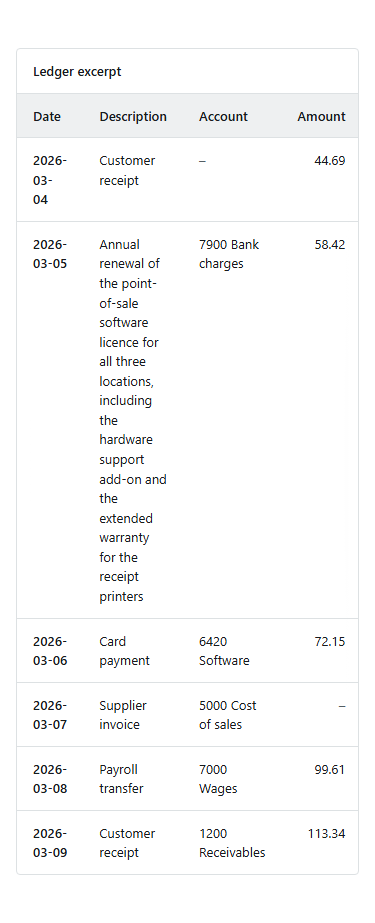 Ledger excerpt
Date Description Account Amount
2026-
03-
04
Customer
receipt
–
44.69
2026-
03-05
Annual
renewal of
the point-
of-sale
software
licence for
all three
locations,
including
the
hardware
support
add-on and
the
extended
warranty
for the
receipt
printers
7900 Bank
charges
58.42
2026-
03-06
Card
payment
6420
Software
72.15
2026-
03-07
Supplier
invoice
5000 Cost
of sales
–
2026-
03-08
Payroll
transfer
7000
Wages
99.61
2026-
03-09
Customer
receipt
1200
Receivables
113.34